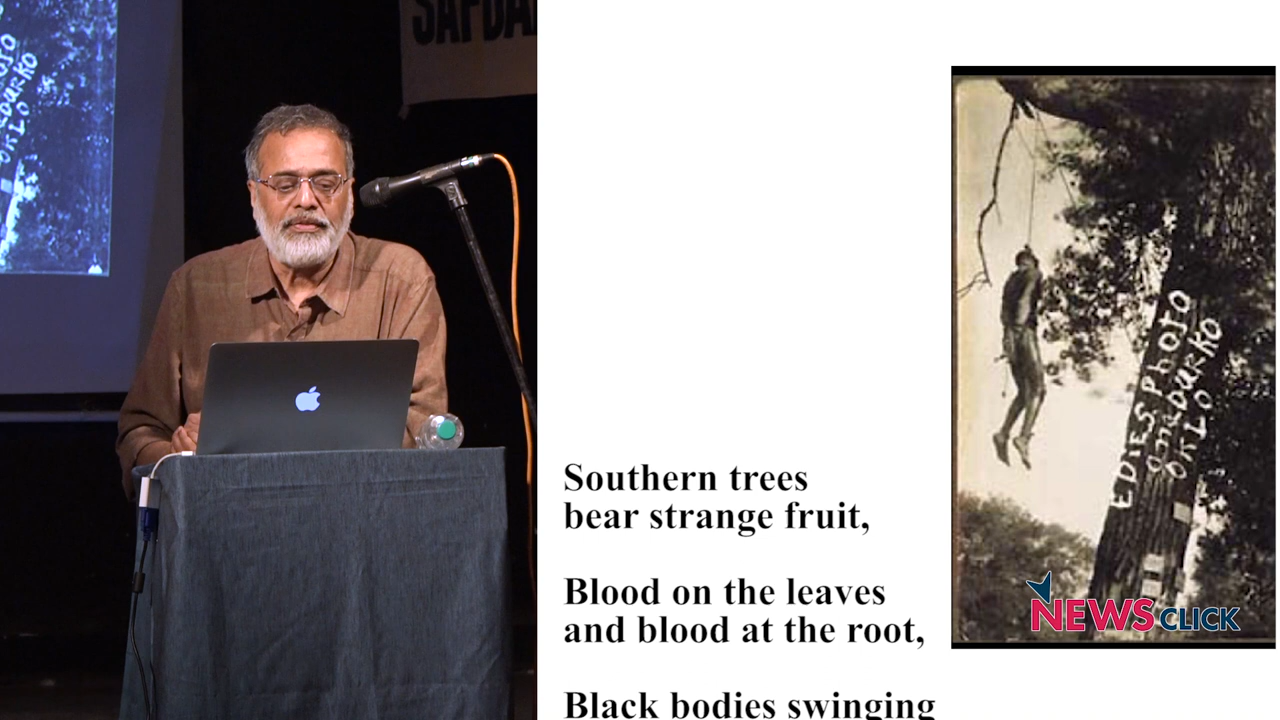 SAFDA
Southern trees
bear strange fruit,
Blood on the leaves
and blood at the root,
Black bodies swinging
EDIES PhOTO
AnaDurKO
OKLO
NEWSCLICK